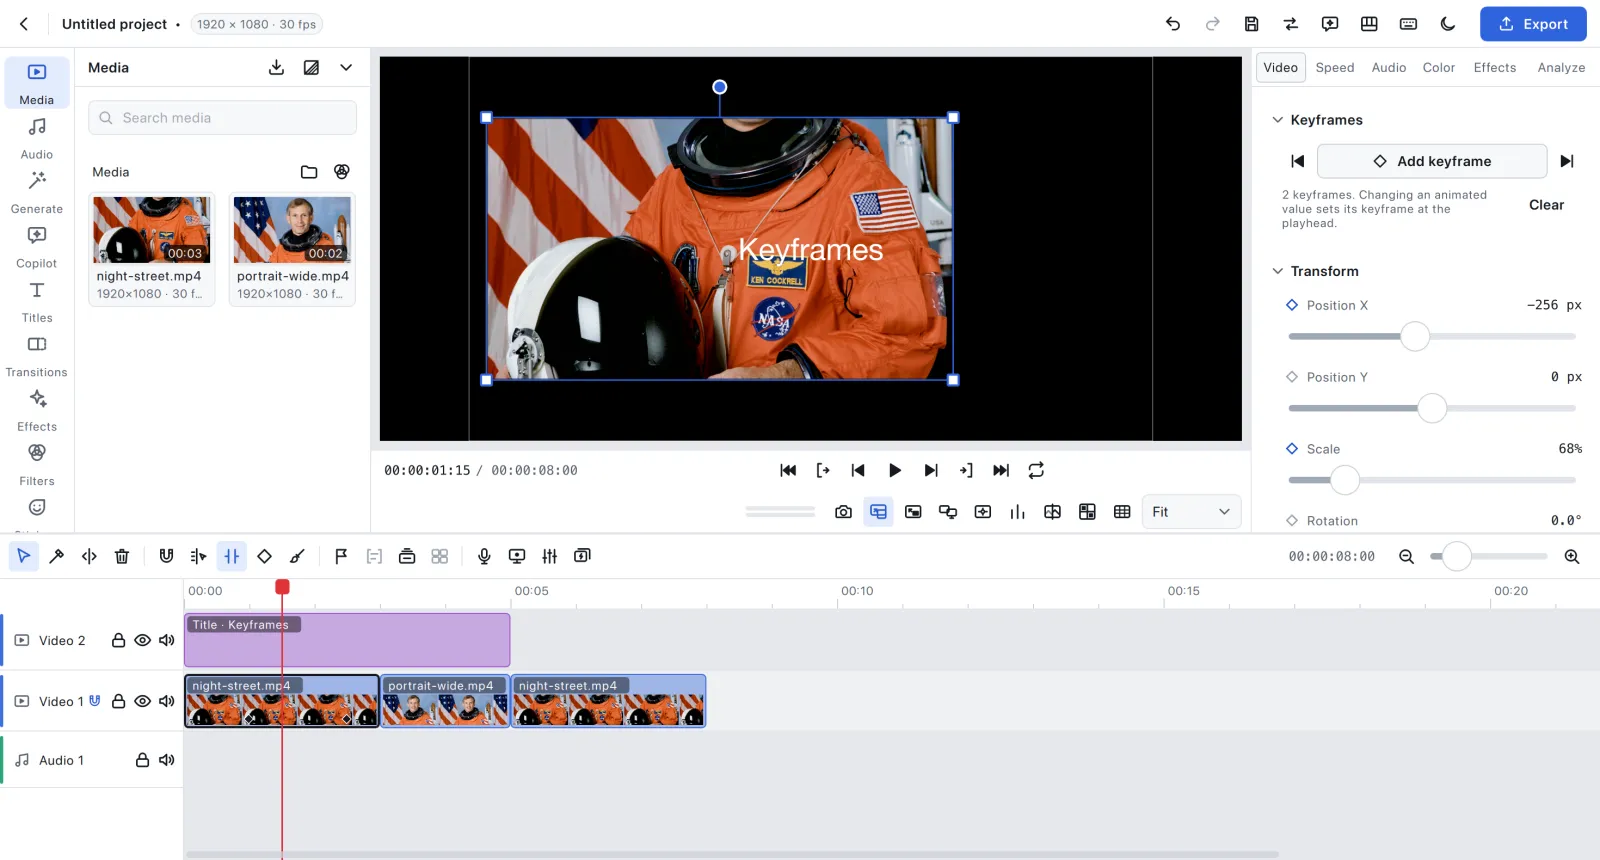 Untitled project •
1920 × 1080 · 30 fps
Export
Media
Audio
Generate
Copilot
Titles
Transitions
Effects
Filters
Media
Search media
Media
00:03
night-street.mp4
1920×1080 · 30 f...
00:02
portrait-wide.mp4
1920×1080 · 30 f...
USA
Keyframes
KEN COCKRELL
NASA
00:00:01:15 / 00:00:08:00
Fit
Video
Speed
Audio
Color
Effects
Analyze
Keyframes
Add keyframe
2 keyframes. Changing an animated
value sets its keyframe at the
playhead.
Clear
Transform
Position X
−256 px
Position Y
0 px
Scale
68%
Rotation
0.0°
00:00:08:00
00:00
00:05
00:10
00:15
00:20
Video 2
Title · Keyframes
Video 1
night-street.mp4
portrait-wide.mp4
night-street.mp4
Audio 1